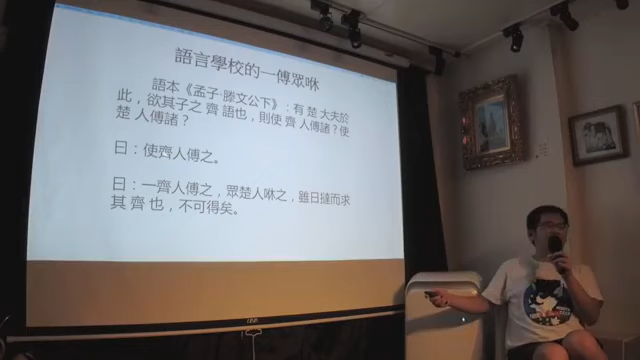 語言學校的一傅眾咻
語本《孟子‧滕文公下》：有 楚 大夫於
此，欲其子之 齊 語也，則使 齊 人傅諸？使
楚 人傅諸？
曰：使齊人傅之。
曰：一齊人傅之，眾楚人咻之，雖日撻而求
其 齊 也，不可得矣。